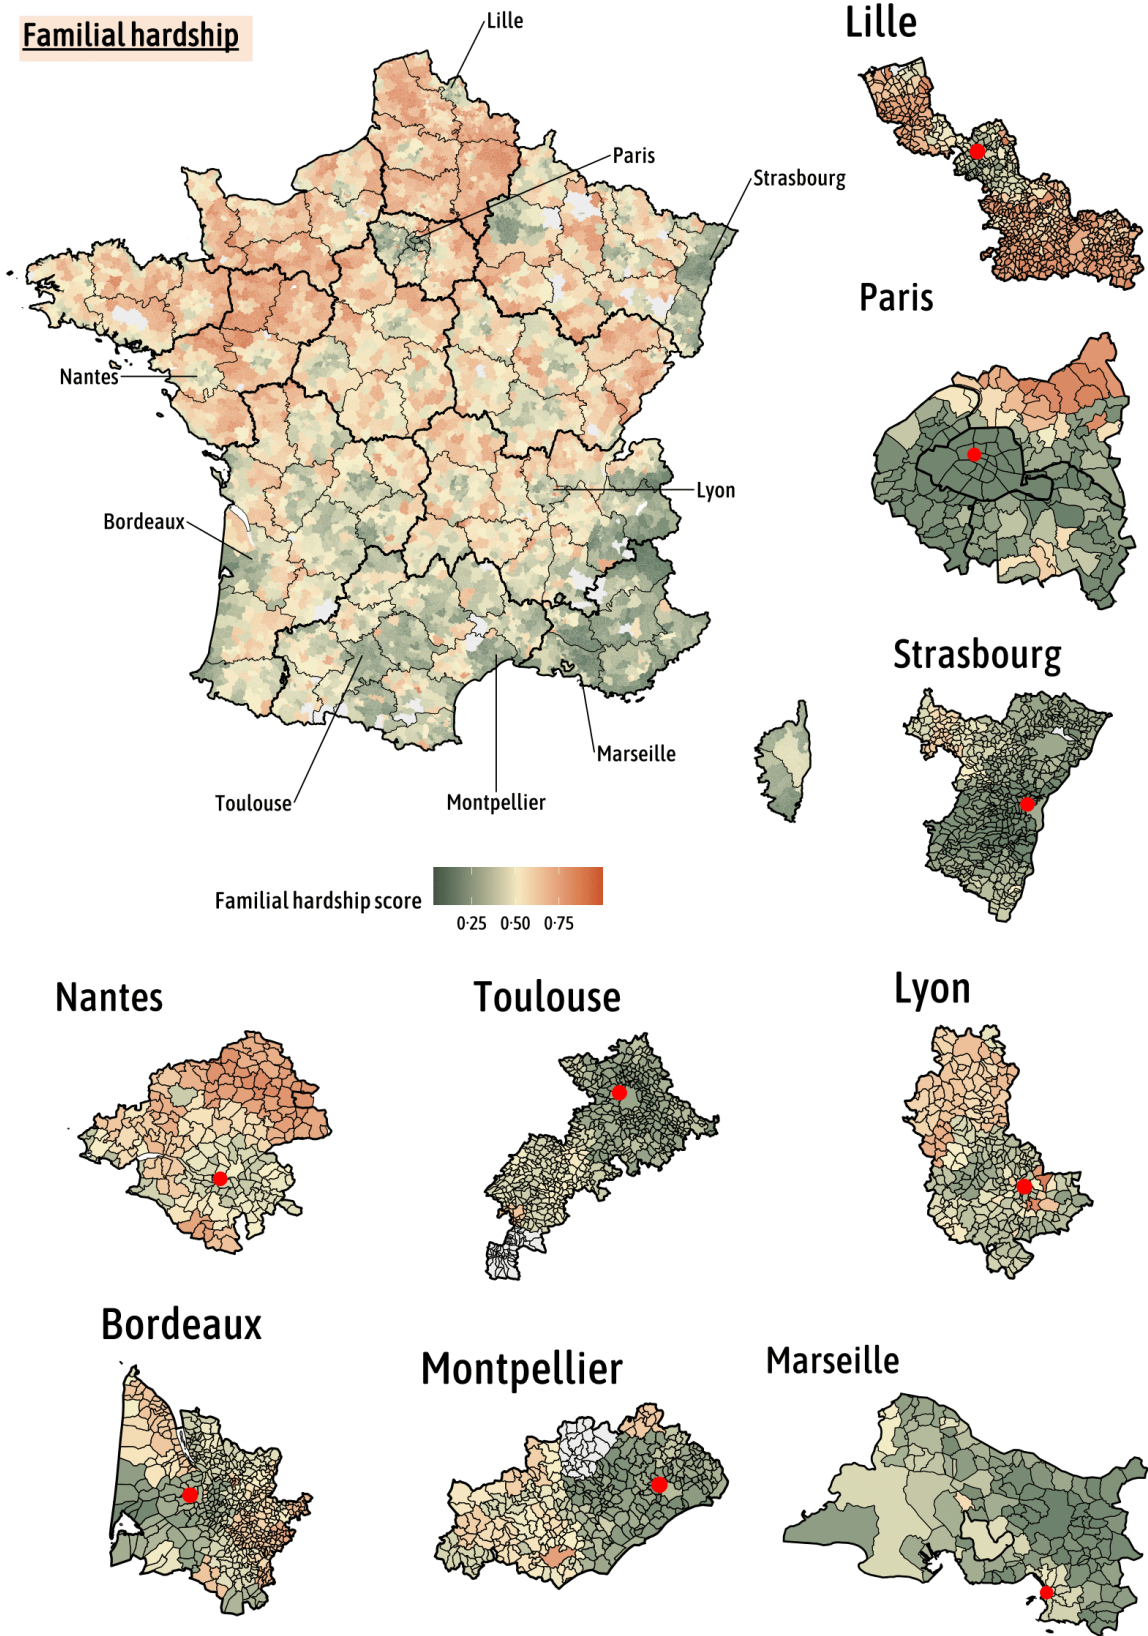 Familial hardship
Lille
Lille
Paris
Strasbourg
Paris
Nantes
Lyon
Bordeaux
Strasbourg
Marseille
Toulouse
Montpellier
Familial hardship score
0·25 0·50 0·75
Nantes
Toulouse
Lyon
Bordeaux
Montpellier
Marseille